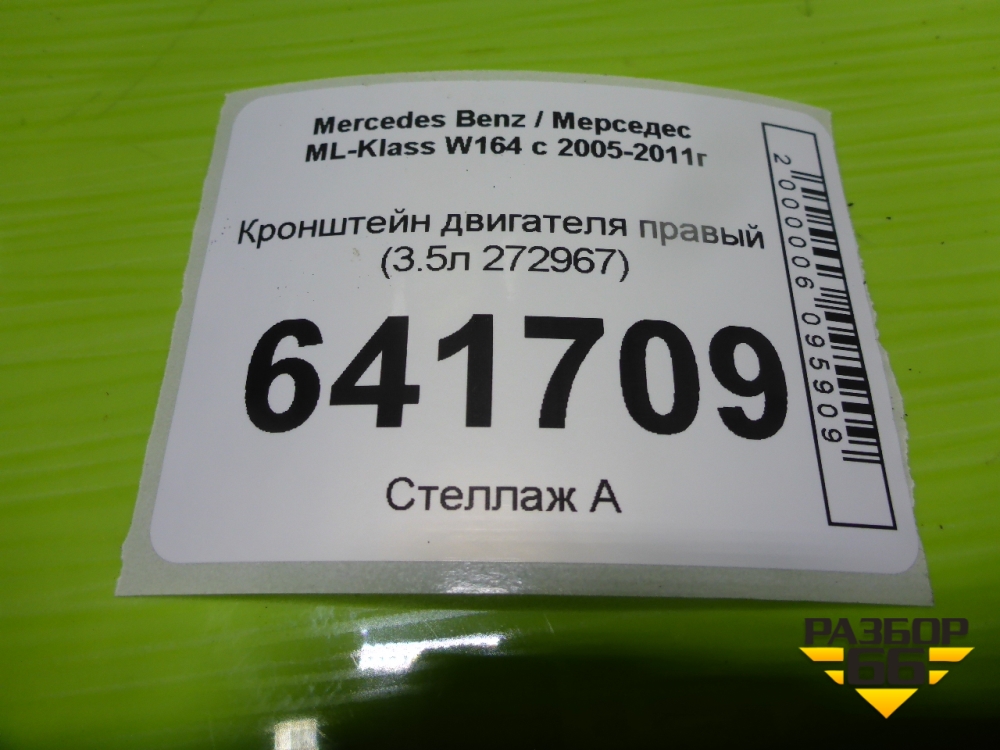 Mercedes Benz / Мерседес
ML-Klass W164 с 2005-2011г
Кронштейн двигателя правый
(3.5л 272967)
641709
Стеллаж А
2000006095909
РАЗБОР
66